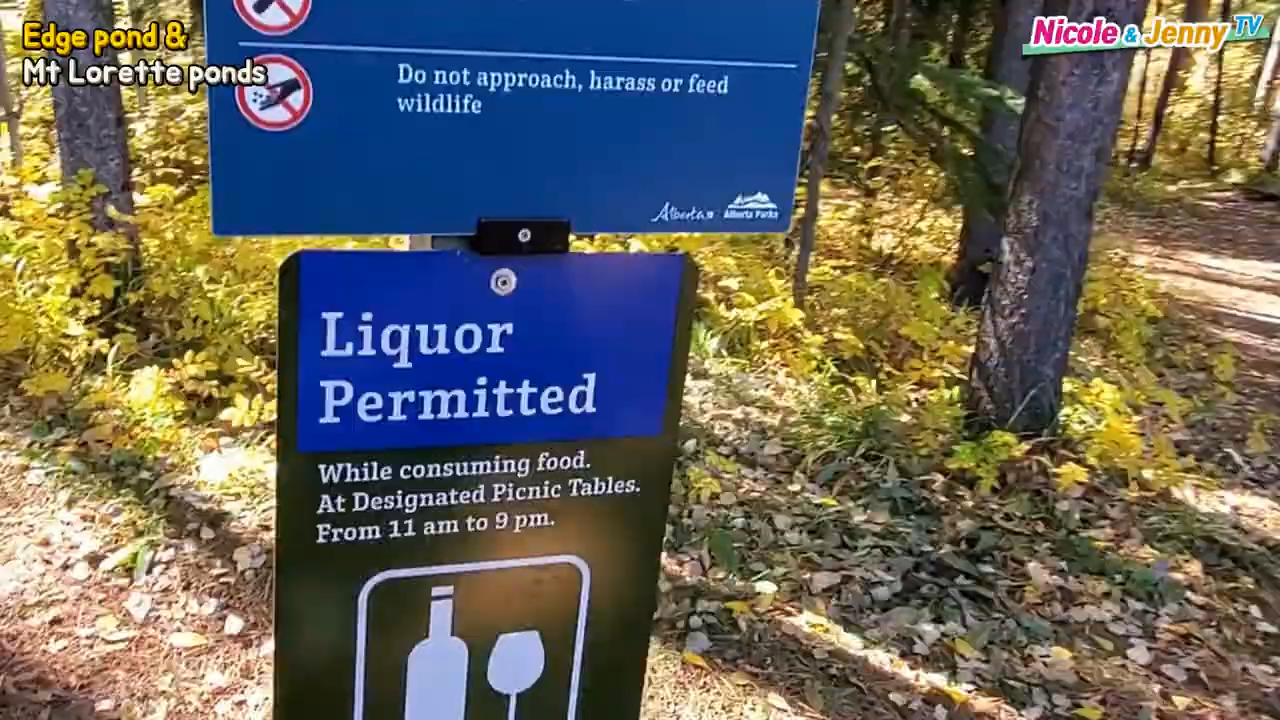 Edge pond &
Mt Lorette ponds
Nicole & Jenny TV
Do not approach, harass or feed
wildlife
Alberta
Alberta Parks
Liquor
Permitted
While consuming food.
At Designated Picnic Tables.
From 11 am to 9 pm.